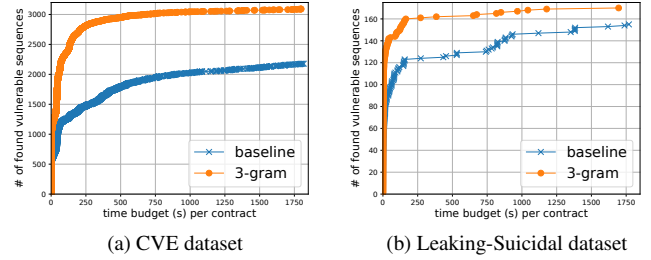 # of found vulnerable sequences
3000
2500
2000
1500
1000
500
0
0 250 500 750 1000 1250 1500 1750
time budget (s) per contract
baseline
3-gram
(a) CVE dataset
# of found vulnerable sequences
160
140
120
100
80
60
40
20
0
0 250 500 750 1000 1250 1500 1750
time budget (s) per contract
baseline
3-gram
(b) Leaking-Suicidal dataset